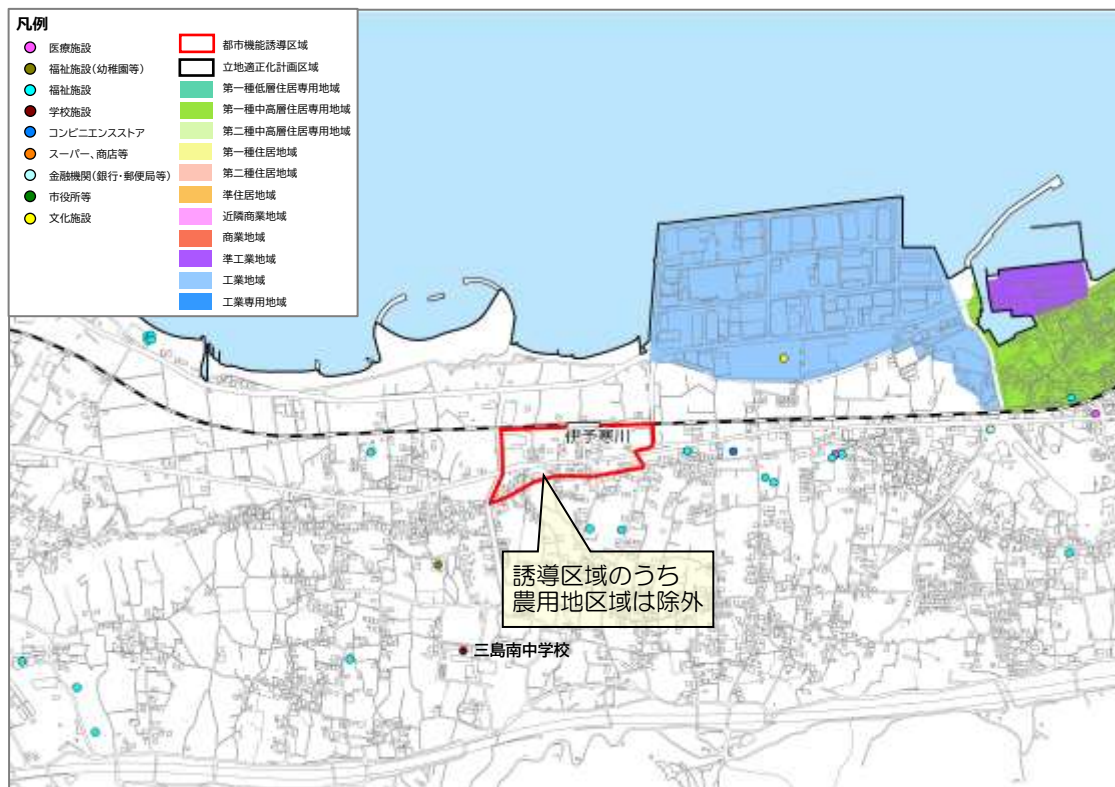 凡例
医療施設
福祉施設(幼稚園等)
福祉施設
学校施設
コンビニエンスストア
スーパー、商店等
金融機関(銀行・郵便局等)
市役所等
文化施設
都市機能誘導区域
立地適正化計画区域
第一種低層住居専用地域
第一種中高層住居専用地域
第二種中高層住居専用地域
第一種住居地域
第二種住居地域
準住居地域
近隣商業地域
商業地域
準工業地域
工業地域
工業専用地域
伊予寒川
誘導区域のうち
農用地区域は除外
三島南中学校